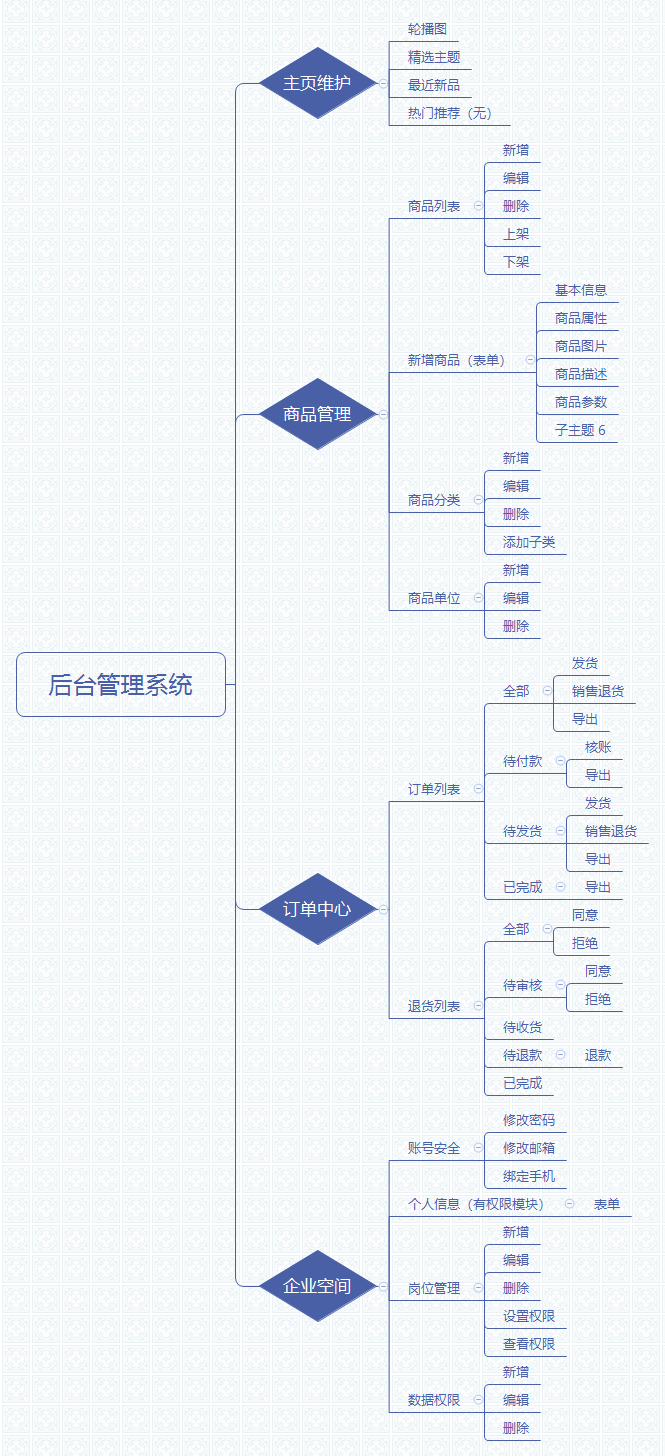 后台管理系统
主页维护
轮播图
精选主题
最近新品
热门推荐（无）
商品管理
商品列表
新增
编辑
删除
上架
下架
新增商品（表单）
基本信息
商品属性
商品图片
商品描述
商品参数
子主题 6
商品分类
新增
编辑
删除
添加子类
商品单位
新增
编辑
删除
订单中心
订单列表
全部
发货
销售退货
导出
待付款
核账
导出
待发货
发货
销售退货
导出
已完成
导出
退货列表
全部
同意
拒绝
待审核
同意
拒绝
待收货
待退款
退款
已完成
企业空间
账号安全
修改密码
修改邮箱
绑定手机
个人信息（有权限模块）
表单
岗位管理
新增
编辑
删除
设置权限
查看权限
数据权限
新增
编辑
删除